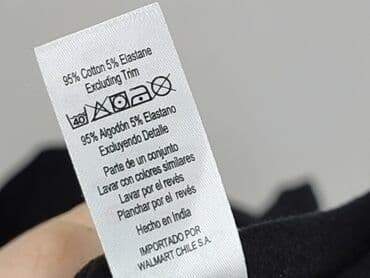 95% Cotton 5% Elastane
Excluding Trim
40
95% Algodón 5% Elastano
Excluyendo Detalle
Parte de un conjunto
Lavar con colores similares
Lavar por el revés
Planchar por el revés
Hecho en India
IMPORTADO POR
WALMART CHILE S.A.